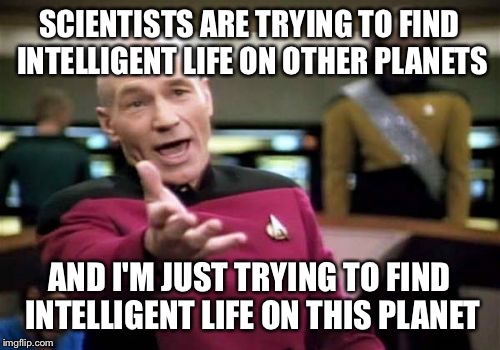 SCIENTISTS ARE TRYING TO FIND
INTELLIGENT LIFE ON OTHER PLANETS
AND I'M JUST TRYING TO FIND
INTELLIGENT LIFE ON THIS PLANET
imgflip.com